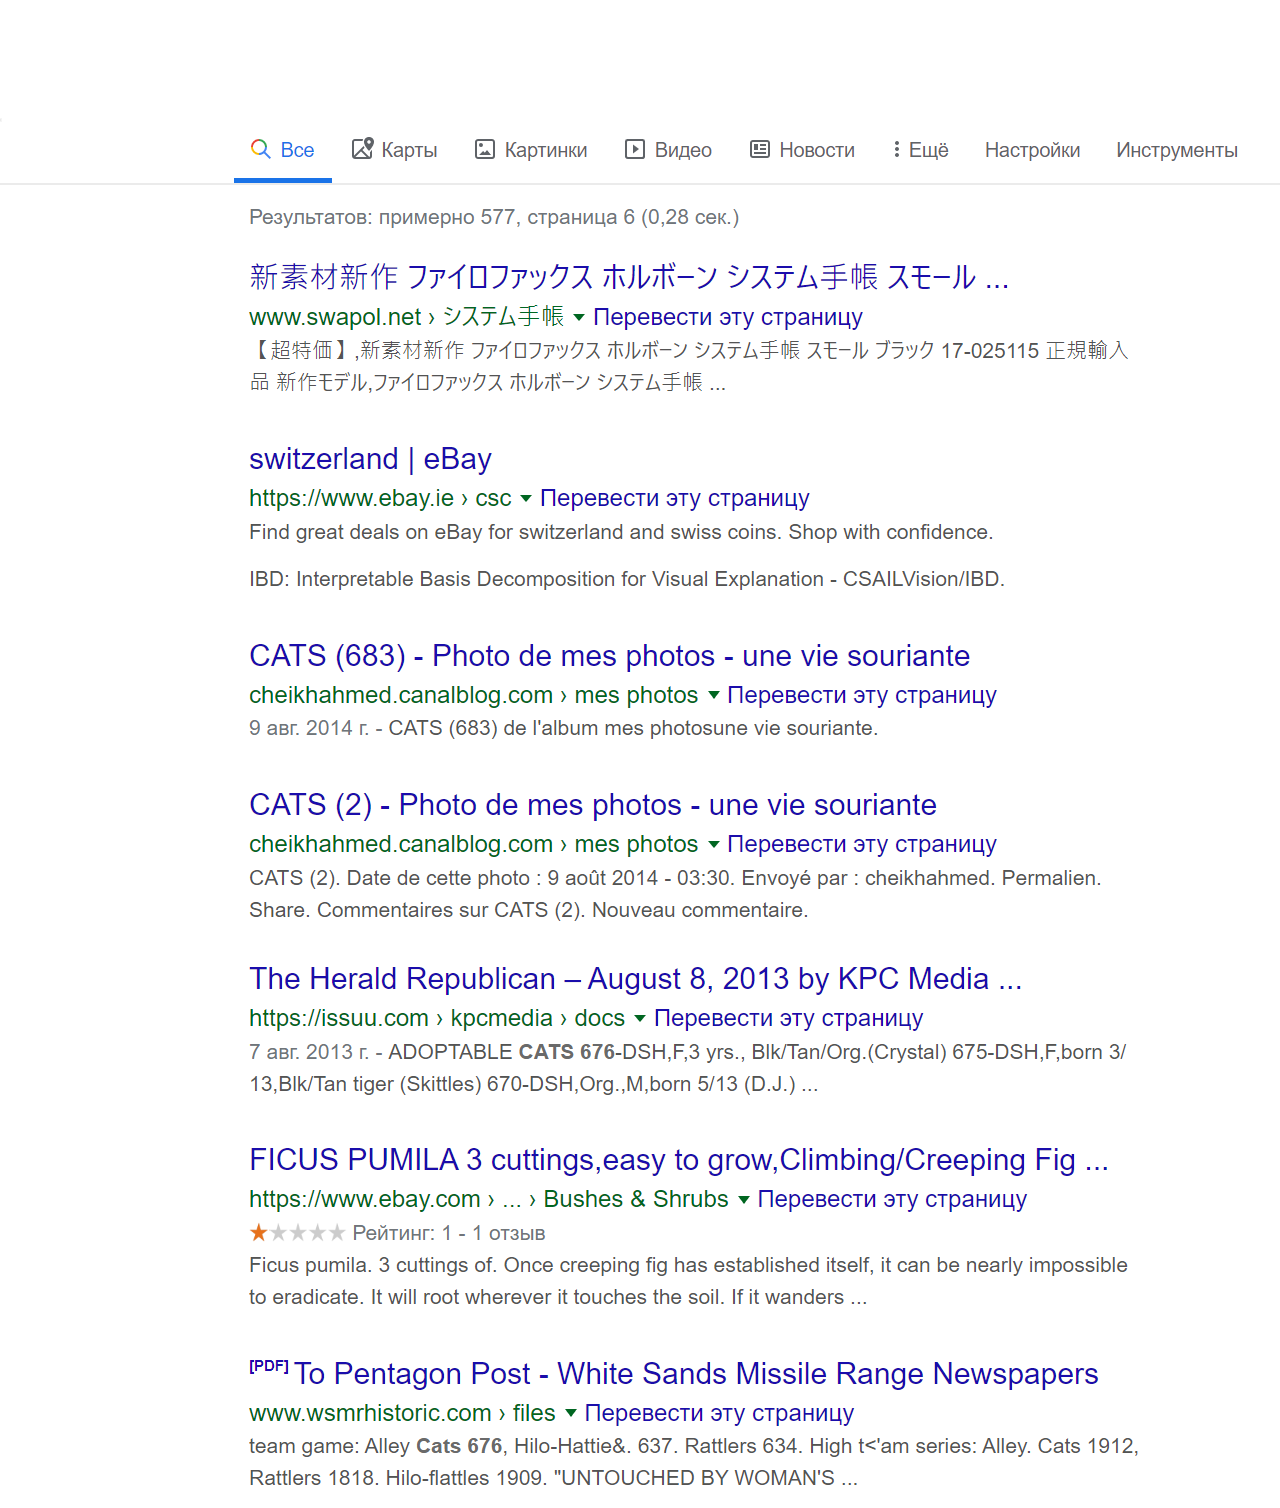 Все Карты Картинки Видео Новости Ещё Настройки Инструменты
Результатов: примерно 577, страница 6 (0,28 сек.)
新素材新作 ファイロファックス ホルボーン システム手帳 スモール ...
www.swapol.net › システム手帳 Перевести эту страницу
【超特価】,新素材新作 ファイロファックス ホルボーン システム手帳 スモール ブラック 17-025115 正規輸入
品 新作モデル,ファイロファックス ホルボーン システム手帳 ...
switzerland | eBay
https://www.ebay.ie › csc Перевести эту страницу
Find great deals on eBay for switzerland and swiss coins. Shop with confidence.
IBD: Interpretable Basis Decomposition for Visual Explanation - CSAILVision/IBD.
CATS (683) - Photo de mes photos - une vie souriante
cheikhahmed.canalblog.com › mes photos Перевести эту страницу
9 авг. 2014 г. - CATS (683) de l'album mes photosune vie souriante.
CATS (2) - Photo de mes photos - une vie souriante
cheikhahmed.canalblog.com › mes photos Перевести эту страницу
CATS (2). Date de cette photo : 9 août 2014 - 03:30. Envoyé par : cheikhahmed. Permalien.
Share. Commentaires sur CATS (2). Nouveau commentaire.
The Herald Republican – August 8, 2013 by KPC Media ...
https://issuu.com › kpcmedia › docs Перевести эту страницу
7 авг. 2013 г. - ADOPTABLE CATS 676-DSH,F,3 yrs., Blk/Tan/Org.(Crystal) 675-DSH,F,born 3/
13,Blk/Tan tiger (Skittles) 670-DSH,Org.,M,born 5/13 (D.J.) ...
FICUS PUMILA 3 cuttings,easy to grow,Climbing/Creeping Fig ...
https://www.ebay.com › ... › Bushes & Shrubs Перевести эту страницу
Рейтинг: 1 - 1 отзыв
Ficus pumila. 3 cuttings of. Once creeping fig has established itself, it can be nearly impossible
to eradicate. It will root wherever it touches the soil. If it wanders ...
[PDF] To Pentagon Post - White Sands Missile Range Newspapers
www.wsmrhistoric.com › files Перевести эту страницу
team game: Alley Cats 676, Hilo-Hattie&. 637. Rattlers 634. High t<'am series: Alley. Cats 1912,
Rattlers 1818. Hilo-flattles 1909. "UNTOUCHED BY WOMAN'S ...